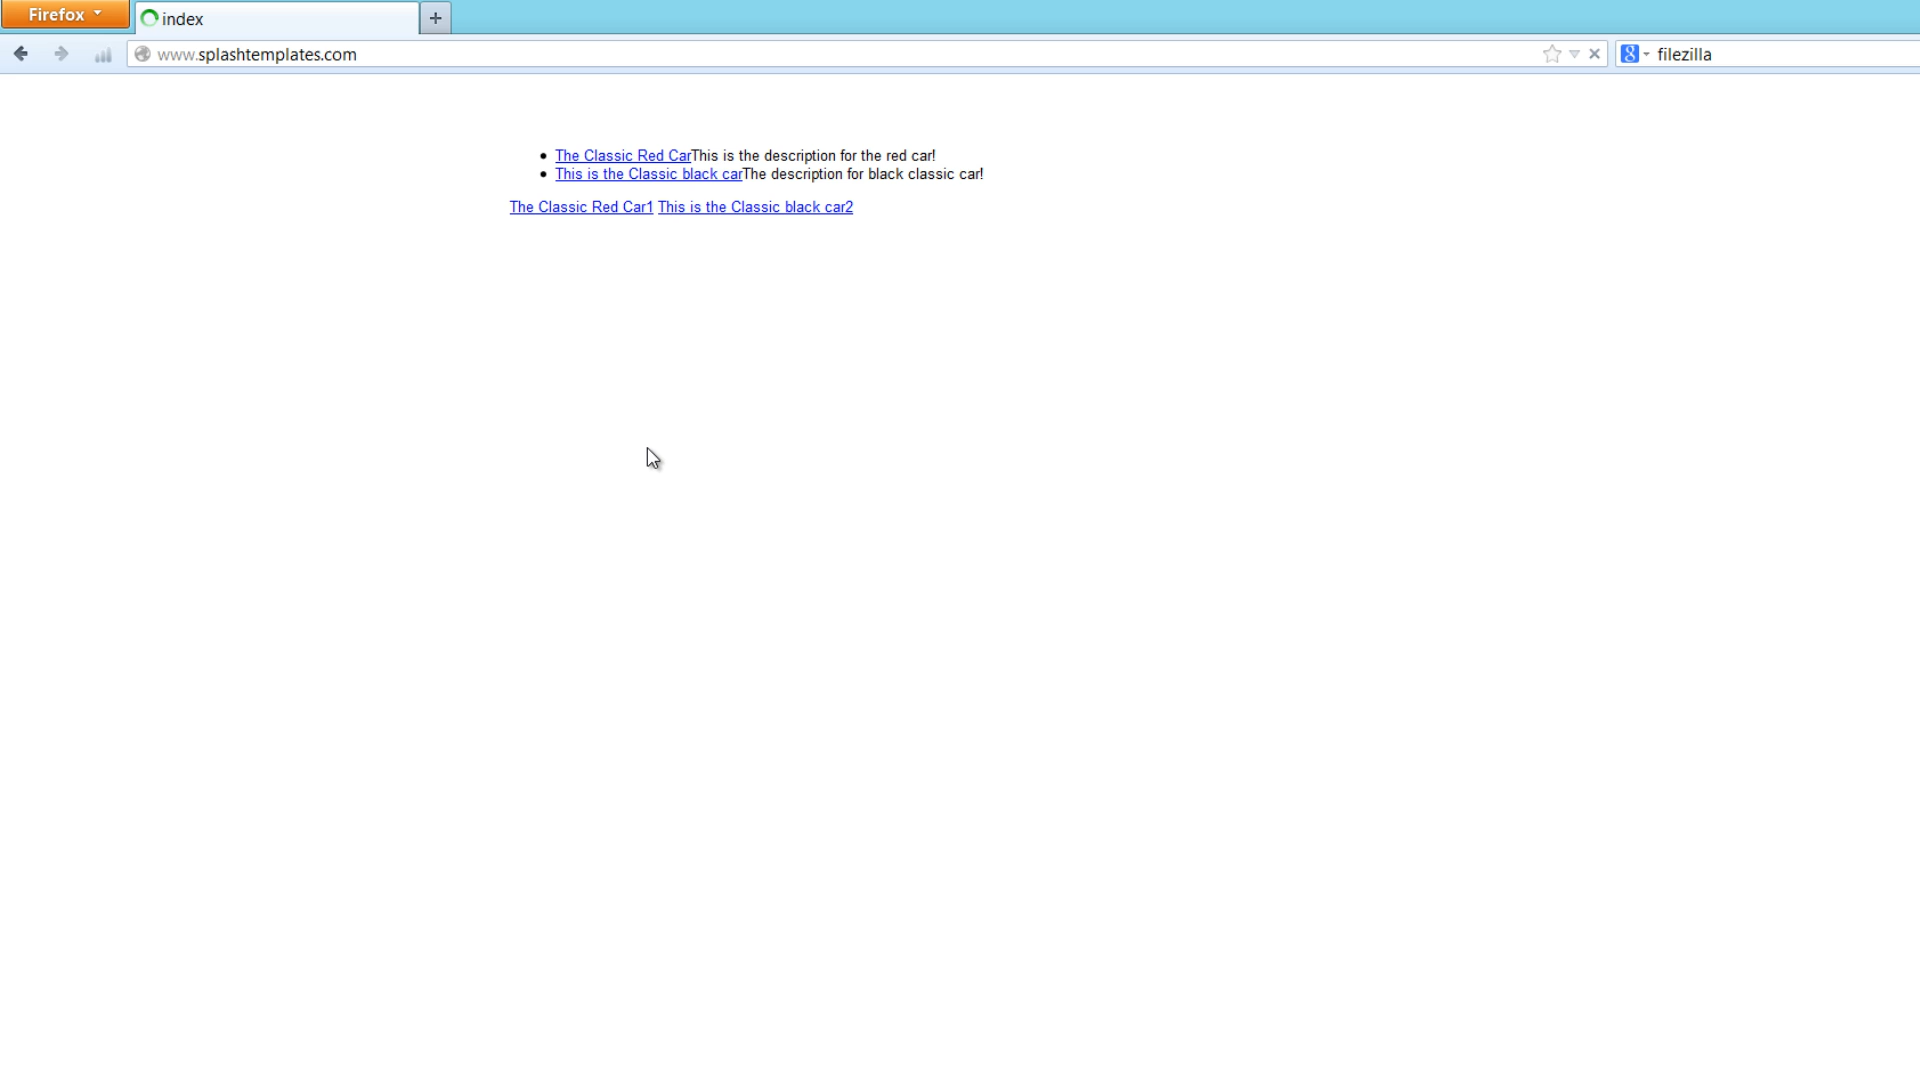 Firefox
index
www.splashtemplates.com
filezilla
The Classic Red CarThis is the description for the red car!
This is the Classic black carThe description for black classic car!
The Classic Red Car1 This is the Classic black car2